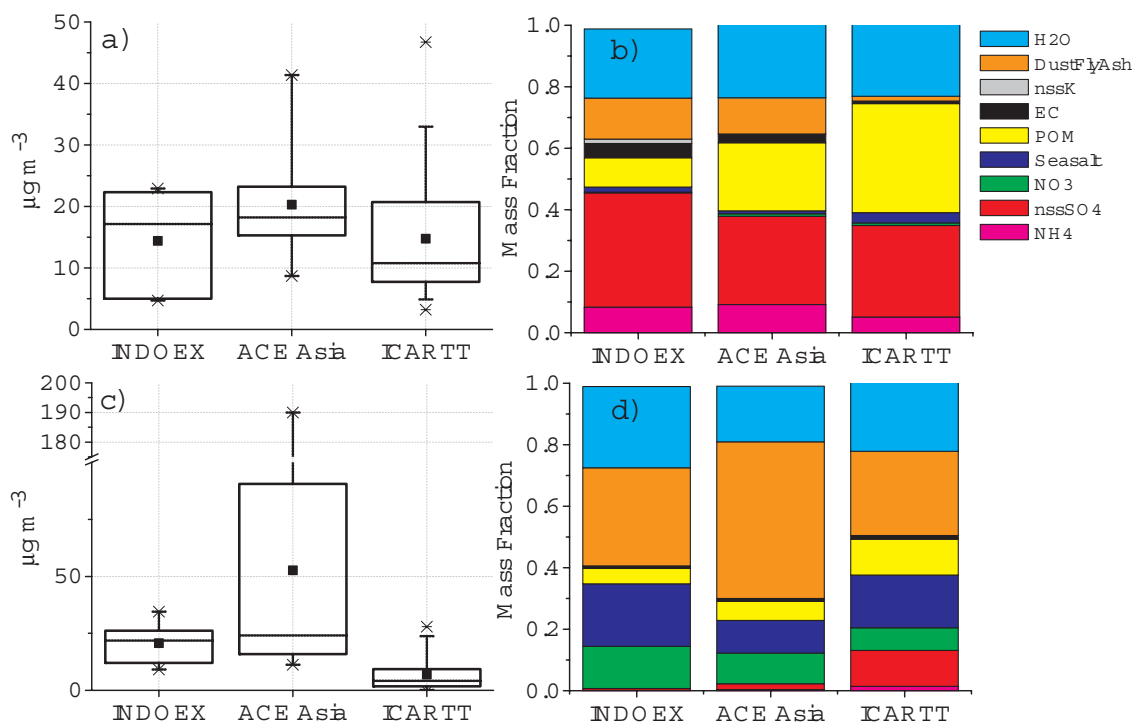 a)
50
40
30
20
10
0
µg m⁻³
INDOEX
ACE Asia
ICARTT
b)
1.0
0.8
0.6
0.4
0.2
0.0
Mass Fraction
INDOEX
ACE Asia
ICARTT
H2O
DustFlyAsh
nssK
EC
POM
Seasalt
NO3
nssSO4
NH4
c)
200
190
180
50
0
µg m⁻³
INDOEX
ACE Asia
ICARTT
d)
1.0
0.8
0.6
0.4
0.2
0.0
Mass Fraction
INDOEX
ACE Asia
ICARTT